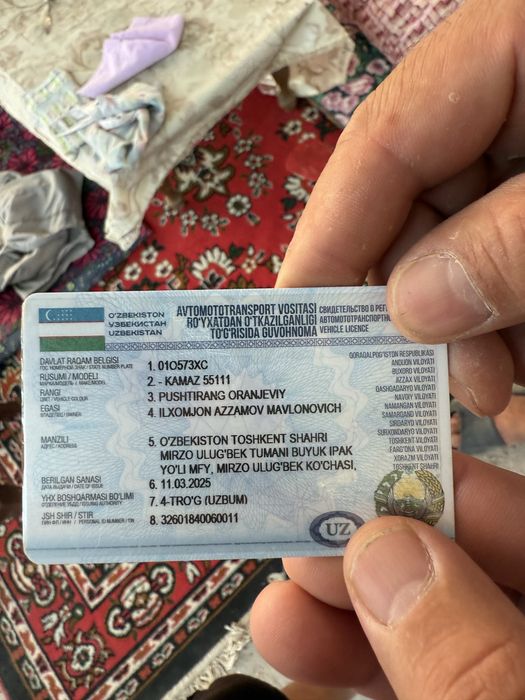 O'ZBEKISTON
УЗБЕКИСТАН
UZBEKISTAN
AVTOMOTOTRANSPORT VOSITASI
RO'YXATDAN O'TKAZILGANLIGI
TO'G'RISIDA GUVOHNOMA
СВИДЕТЕЛЬСТВО О РЕГ
АВТОМОТОТРАНСПОРТН
VEHICLE LICENCE
DAVLAT RAQAM BELGISI 1. 01O573XC
RUSUMI / MODELI 2. - KAMAZ 55111
RANGI 3. PUSHTIRANG ORANJEVIY
EGASI 4. ILXOMJON AZZAMOV MAVLONOVICH
MANZILI 5. O'ZBEKISTON TOSHKENT SHAHRI
MIRZO ULUG'BEK TUMANI BUYUK IPAK
YO'LI MFY, MIRZO ULUG'BEK KO'CHASI,
BERILGAN SANASI 6. 11.03.2025
YHX BOSHQARMASI BO'LIMI 7. 4-TRO'G (UZBUM)
JSH SHIR / STIR 8. 32601840060011
QORAQALPOG'ISTON RESPUBLIKASI
ANDIJON VILOYATI
BUXORO VILOYATI
JIZZAX VILOYATI
QASHQADARYO VILOYATI
NAVOIY VILOYATI
NAMANGAN VILOYATI
SAMARQAND VILOYATI
SIRDARYO VILOYATI
SURXONDARYO VILOYATI
TOSHKENT VILOYATI
FARG'ONA VILOYATI
XORAZM VILOYATI
TOSHKENT SHAHRI
UZ